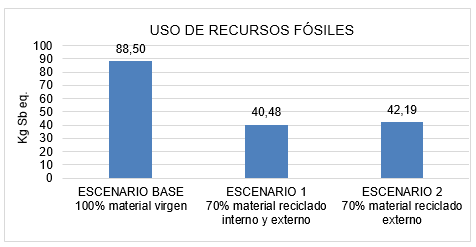 USO DE RECURSOS FÓSILES
Kg Sb eq.
100
90
80
70
60
50
40
30
20
10
0
88,50
40,48
42,19
ESCENARIO BASE
100% material virgen
ESCENARIO 1
70% material reciclado
interno y externo
ESCENARIO 2
70% material reciclado
externo